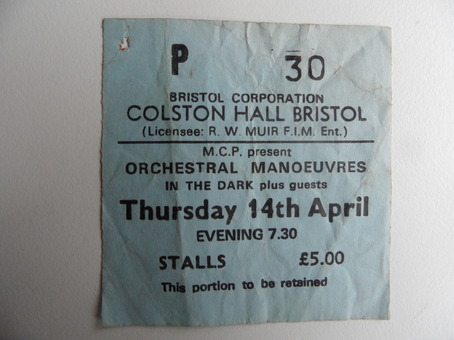 P 30
BRISTOL CORPORATION
COLSTON HALL BRISTOL
(Licensee: R. W. MUIR F.I.M. Ent.)
M.C.P. present
ORCHESTRAL MANOEUVRES
IN THE DARK plus guests
Thursday 14th April
EVENING 7.30
STALLS £5.00
This portion to be retained